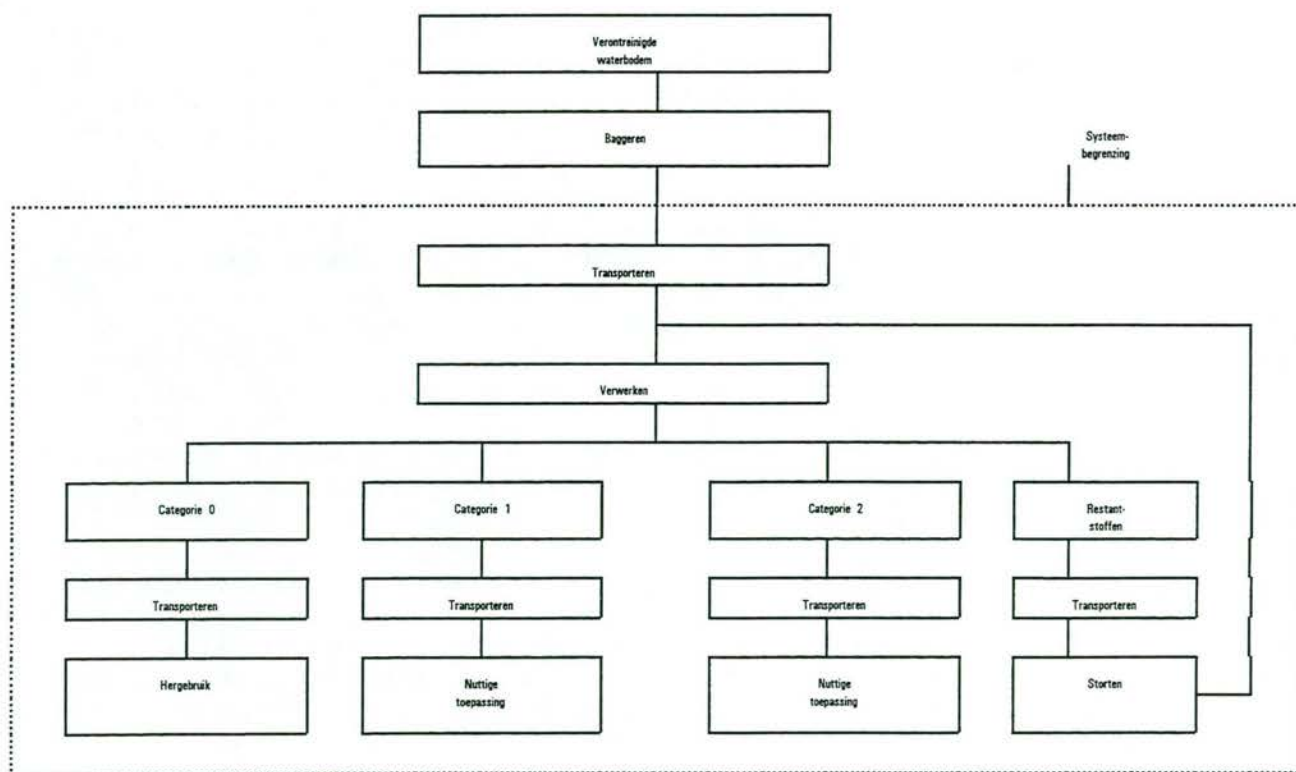 Verontreinigde
waterbodem
Baggeren
Systeem-
begrenzing
Transporteren
Verwerken
Categorie 0
Categorie 1
Categorie 2
Restant-
stoffen
Transporteren
Transporteren
Transporteren
Transporteren
Hergebruik
Nuttige
toepassing
Nuttige
toepassing
Storten